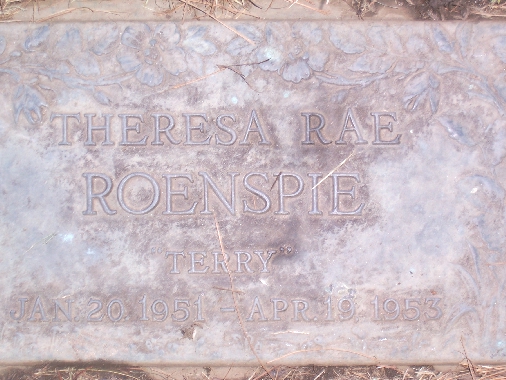 THERESA RAE
ROENSPIE
"TERRY"
JAN. 20. 1951 - APR. 19. 1953